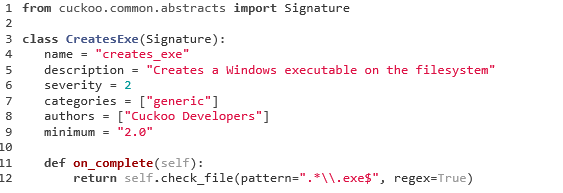 1 from cuckoo.common.abstracts import Signature
2
3 class CreatesExe(Signature):
4     name = "creates_exe"
5     description = "Creates a Windows executable on the filesystem"
6     severity = 2
7     categories = ["generic"]
8     authors = ["Cuckoo Developers"]
9     minimum = "2.0"
10
11     def on_complete(self):
12         return self.check_file(pattern=".*\\.exe$", regex=True)